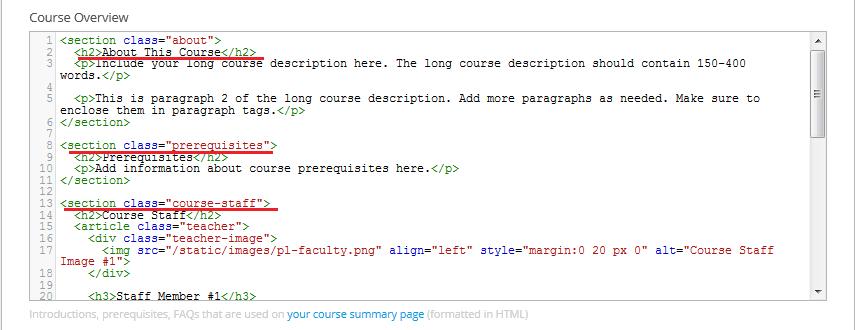 Course Overview
1 <section class="about">
2 <h2>About This Course</h2>
3 <p>Include your long course description here. The long course description should contain 150-400
words.</p>
4
5 <p>This is paragraph 2 of the long course description. Add more paragraphs as needed. Make sure to
enclose them in paragraph tags.</p>
6 </section>
7
8 <section class="prerequisites">
9 <h2>Prerequisites</h2>
10 <p>Add information about course prerequisites here.</p>
11 </section>
12
13 <section class="course-staff">
14 <h2>Course Staff</h2>
15 <article class="teacher">
16 <div class="teacher-image">
17 <img src="/static/images/pl-faculty.png" align="left" style="margin:0 20 px 0" alt="Course Staff
Image #1">
18 </div>
19
20 <h3>Staff Member #1</h3>
Introductions, prerequisites, FAQs that are used on your course summary page (formatted in HTML)